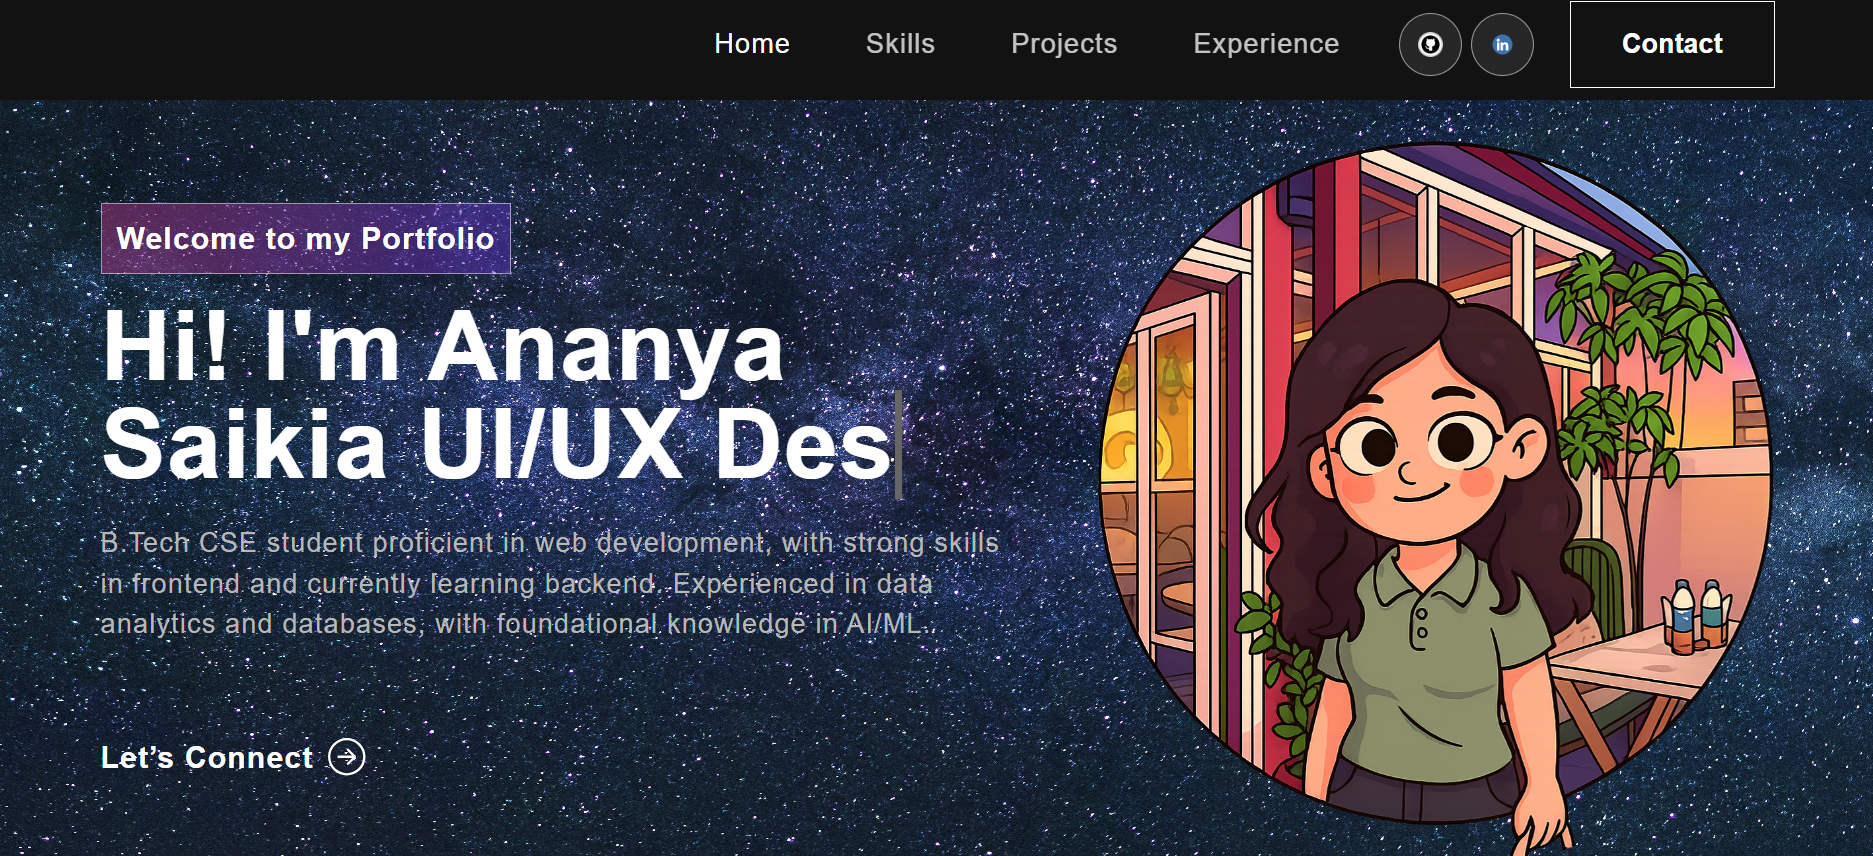 Home Skills Projects Experience in Contact
Welcome to my Portfolio
Hi! I'm Ananya
Saikia UI/UX Des
B.Tech CSE student proficient in web development, with strong skills
in frontend and currently learning backend. Experienced in data
analytics and databases, with foundational knowledge in AI/ML..
Let’s Connect